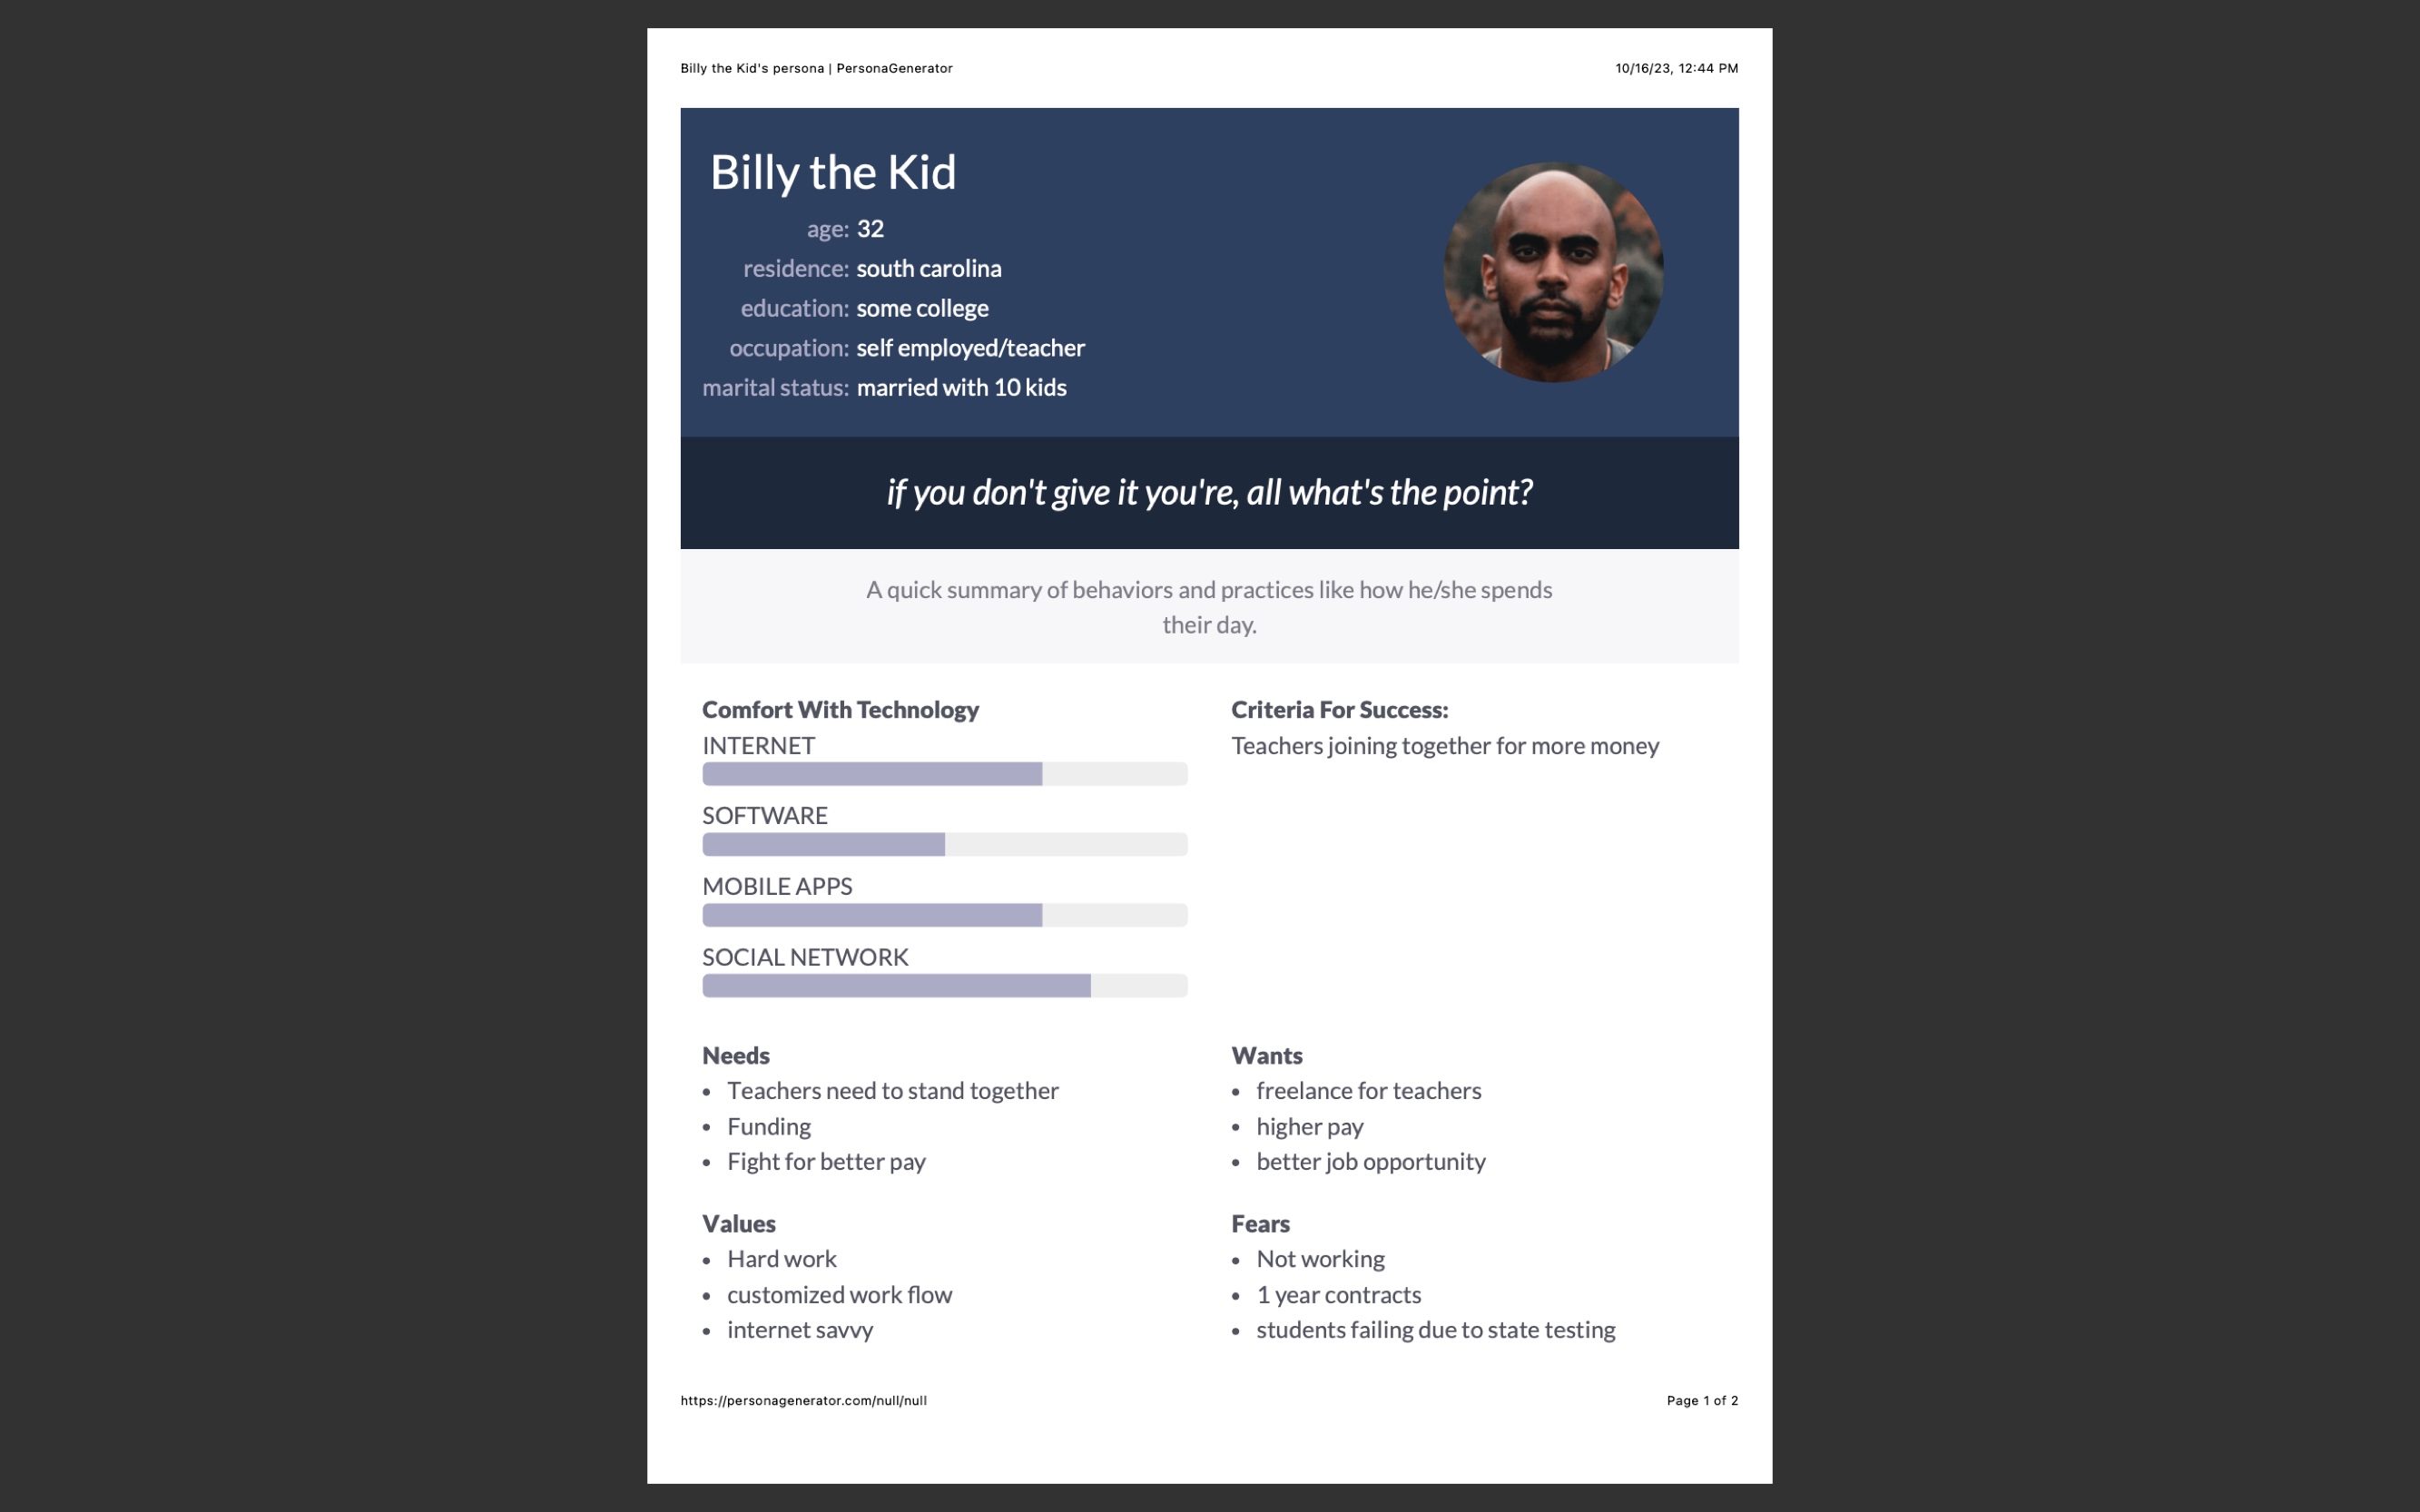 Billy the Kid's persona | PersonaGenerator
10/16/23, 12:44 PM
Billy the Kid
age: 32
residence: south carolina
education: some college
occupation: self employed/teacher
marital status: married with 10 kids
if you don't give it you're, all what's the point?
A quick summary of behaviors and practices like how he/she spends
their day.
Comfort With Technology
INTERNET
SOFTWARE
MOBILE APPS
SOCIAL NETWORK
Criteria For Success:
Teachers joining together for more money
Needs
• Teachers need to stand together
• Funding
• Fight for better pay
Wants
• freelance for teachers
• higher pay
• better job opportunity
Values
• Hard work
• customized work flow
• internet savvy
Fears
• Not working
• 1 year contracts
• students failing due to state testing
https://personagenerator.com/null/null
Page 1 of 2